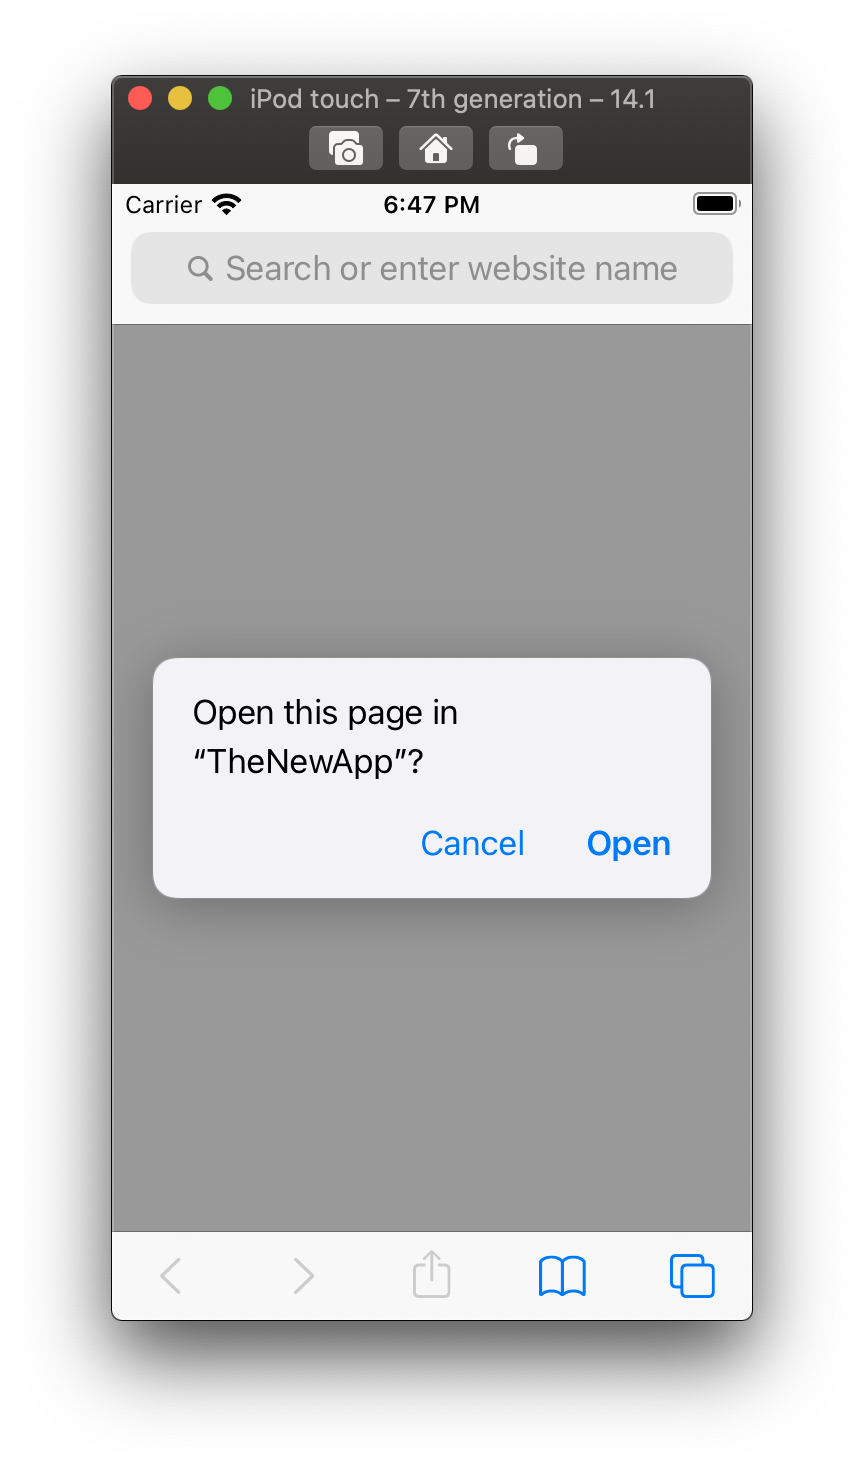 iPod touch – 7th generation – 14.1
Carrier 6:47 PM
Search or enter website name
Open this page in
“TheNewApp”?
Cancel Open